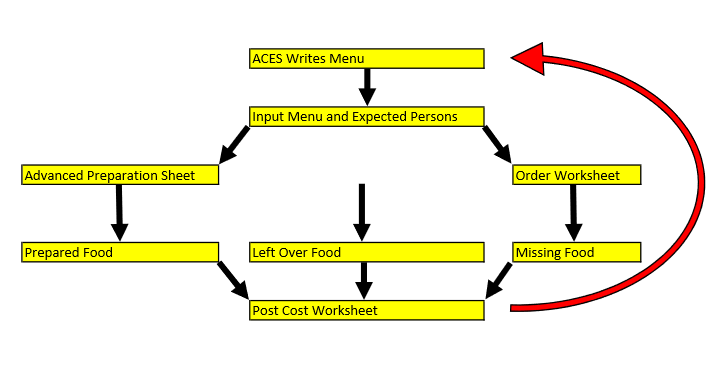 ACES Writes Menu
Input Menu and Expected Persons
Advanced Preparation Sheet
Order Worksheet
Prepared Food
Left Over Food
Missing Food
Post Cost Worksheet